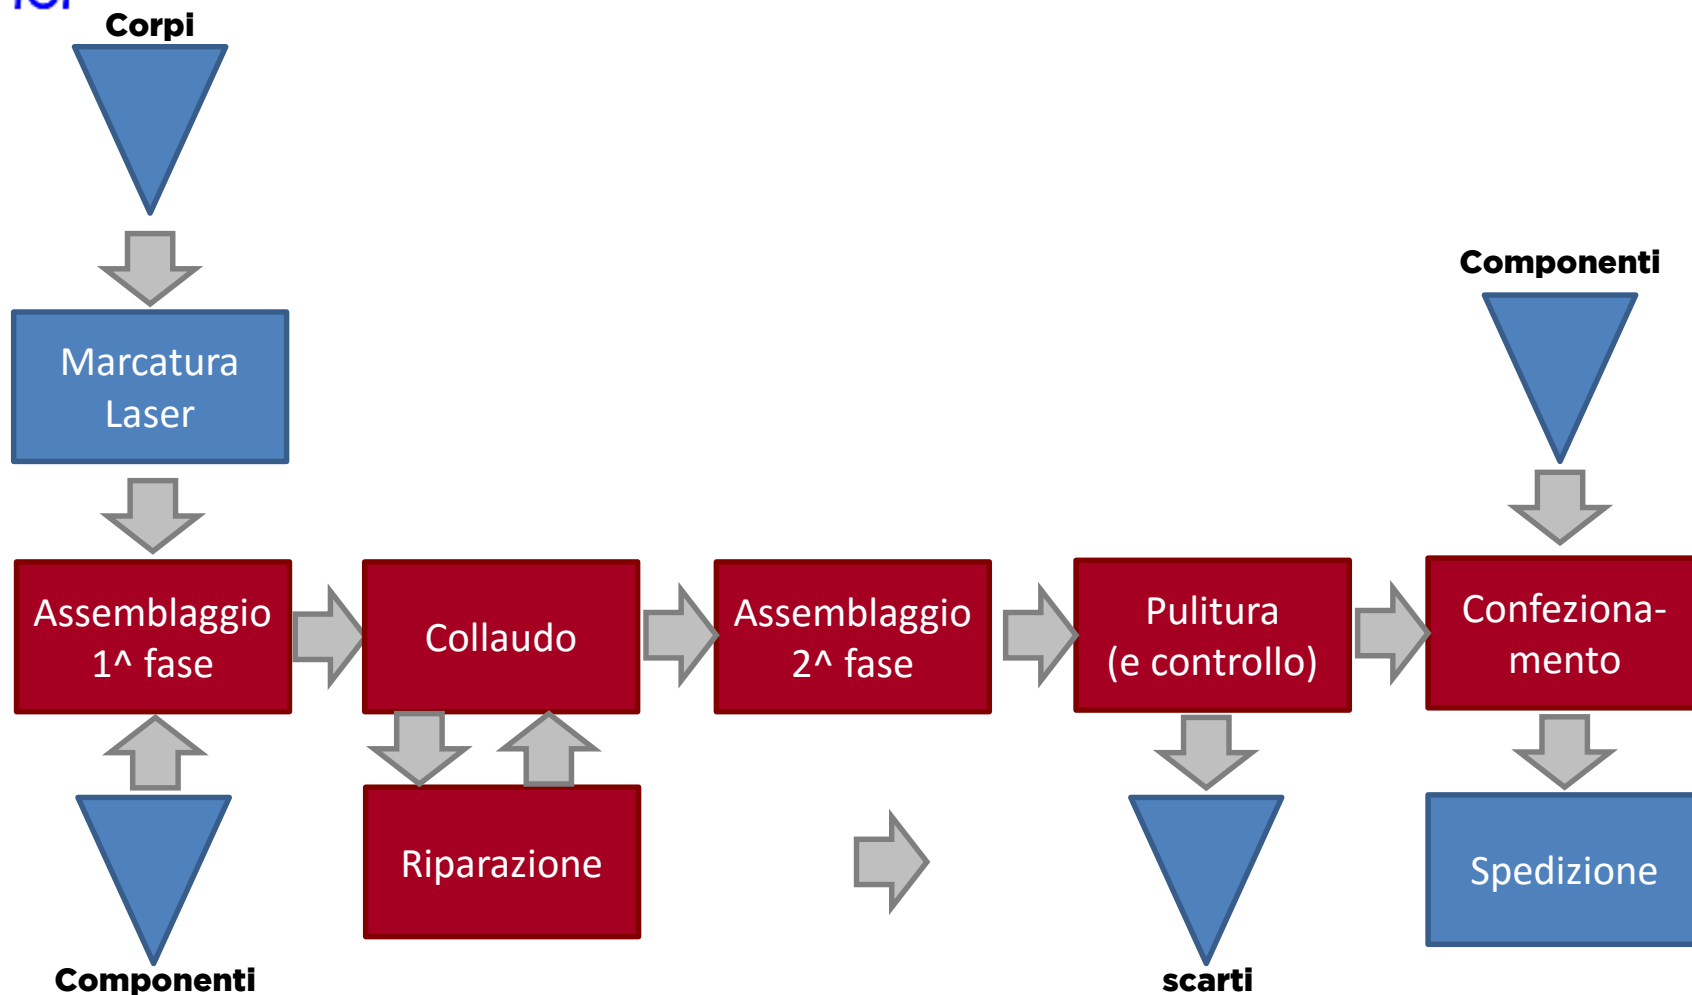 Corpi
Componenti
Marcatura
Laser
Assemblaggio
1^ fase
Collaudo
Assemblaggio
2^ fase
Pulitura
(e controllo)
Confeziona-
mento
Riparazione
Spedizione
Componenti
scarti